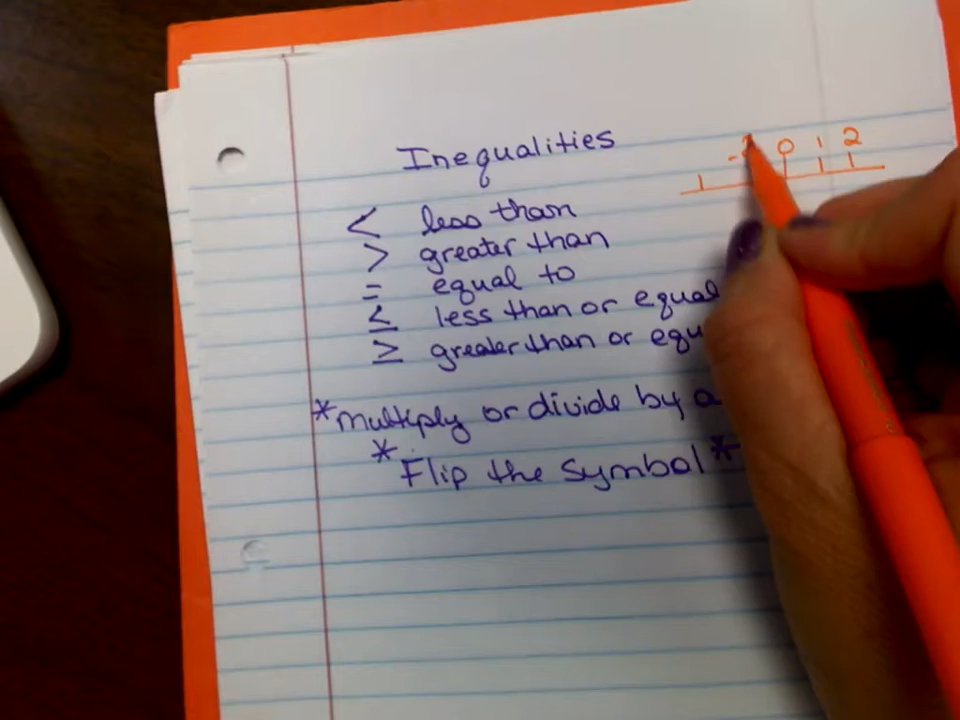 Inequalities
0 1 2
< less than
> greater than
= equal to
≤ less than or equal
≥ greater than or equ
*Multiply or divide by a
* Flip the symbol *